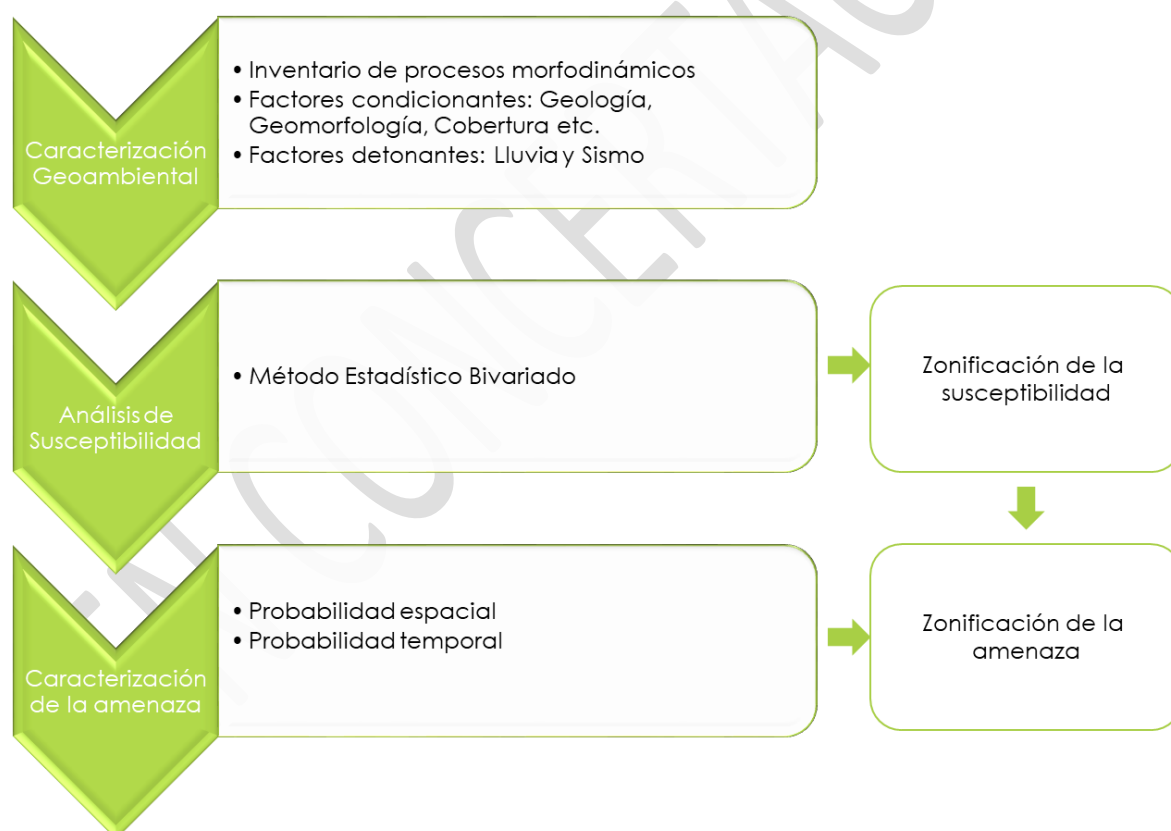 Caracterización
Geoambiental
• Inventario de procesos morfodinámicos
• Factores condicionantes: Geología,
Geomorfología, Cobertura etc.
• Factores detonantes: Lluvia y Sismo
Análisis de
Susceptibilidad
• Método Estadístico Bivariado
Zonificación de la
susceptibilidad
Caracterización
de la amenaza
• Probabilidad espacial
• Probabilidad temporal
Zonificación de la
amenaza